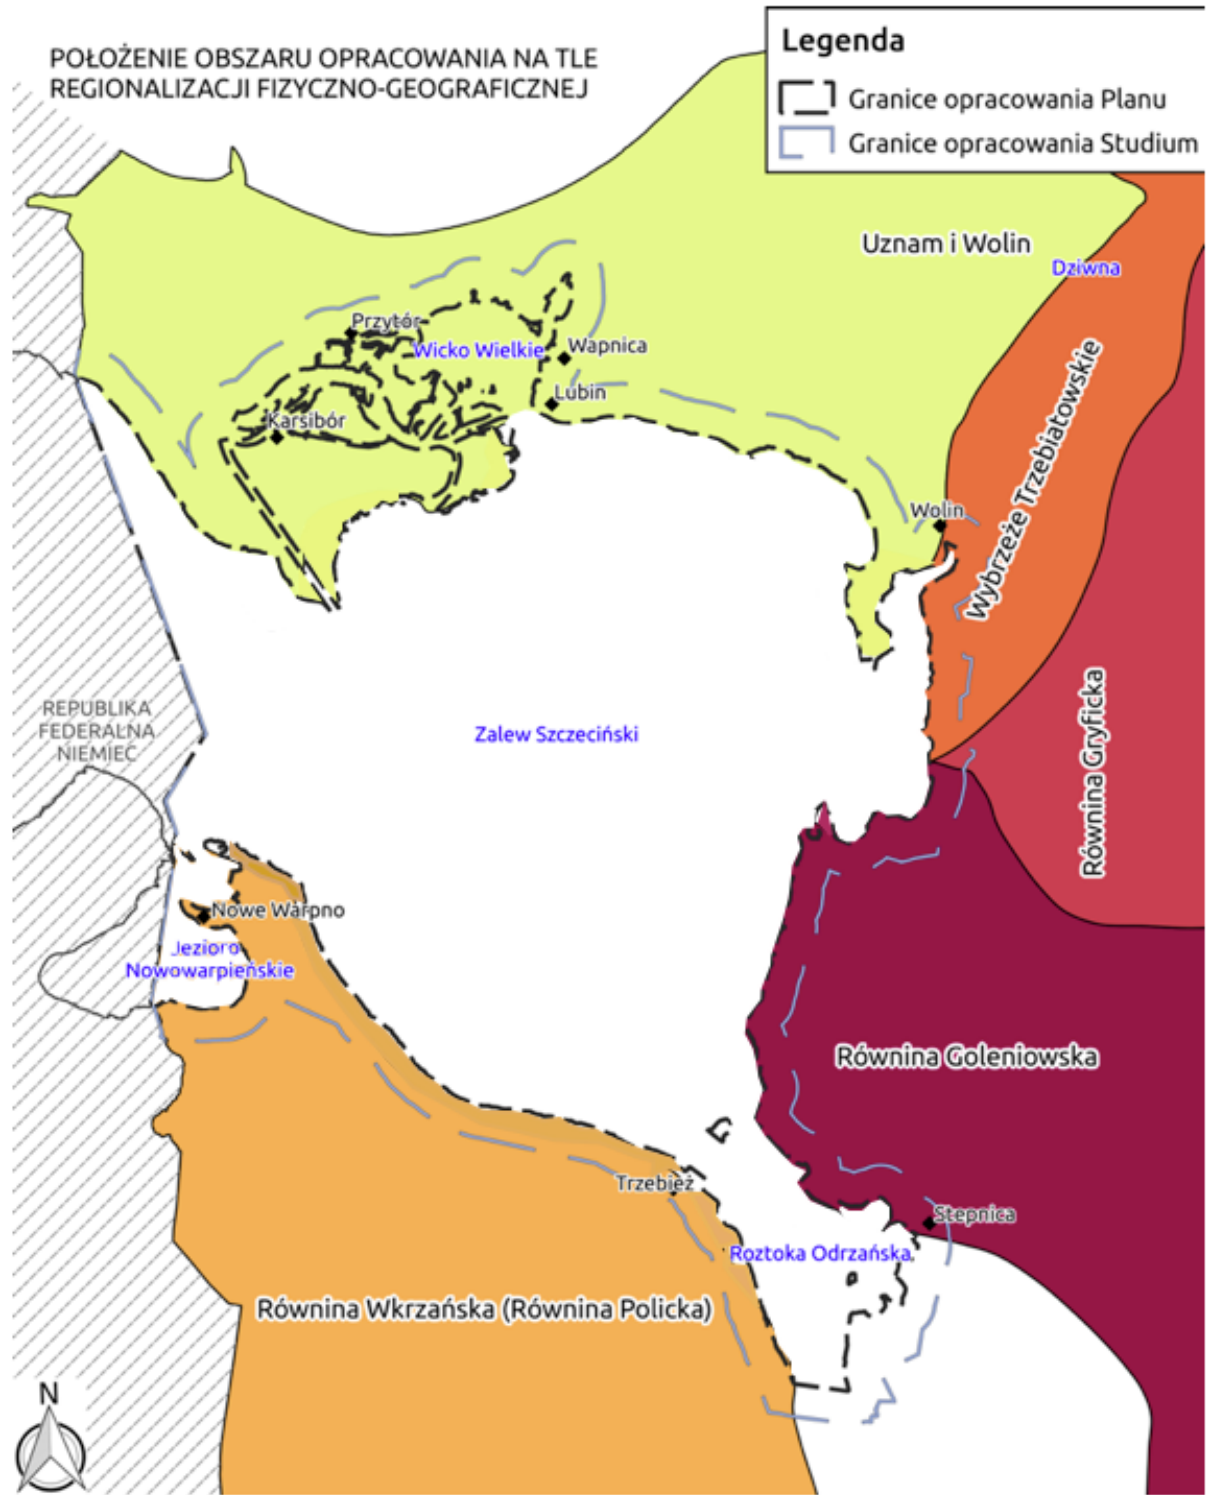 POŁOŻENIE OBSZARU OPRACOWANIA NA TLE
REGIONALIZACJI FIZYCZNO-GEOGRAFICZNEJ
Legenda
Granice opracowania Planu
Granice opracowania Studium
Uznam i Wolin
Dziwna
Przytór
Wicko Wielkie
Wapnica
Lubin
Karsibór
Wolin
Wybrzeże Trzebiatowskie
REPUBLIKA
FEDERALNA
NIEMIEC
Zalew Szczeciński
Równina Gryficka
Nowe Warpno
Jezioro
Nowowarpieńskie
Równina Goleniowska
Trzebież
Stepnica
Roztoka Odrzańska
Równina Wkrzańska (Równina Policka)
N